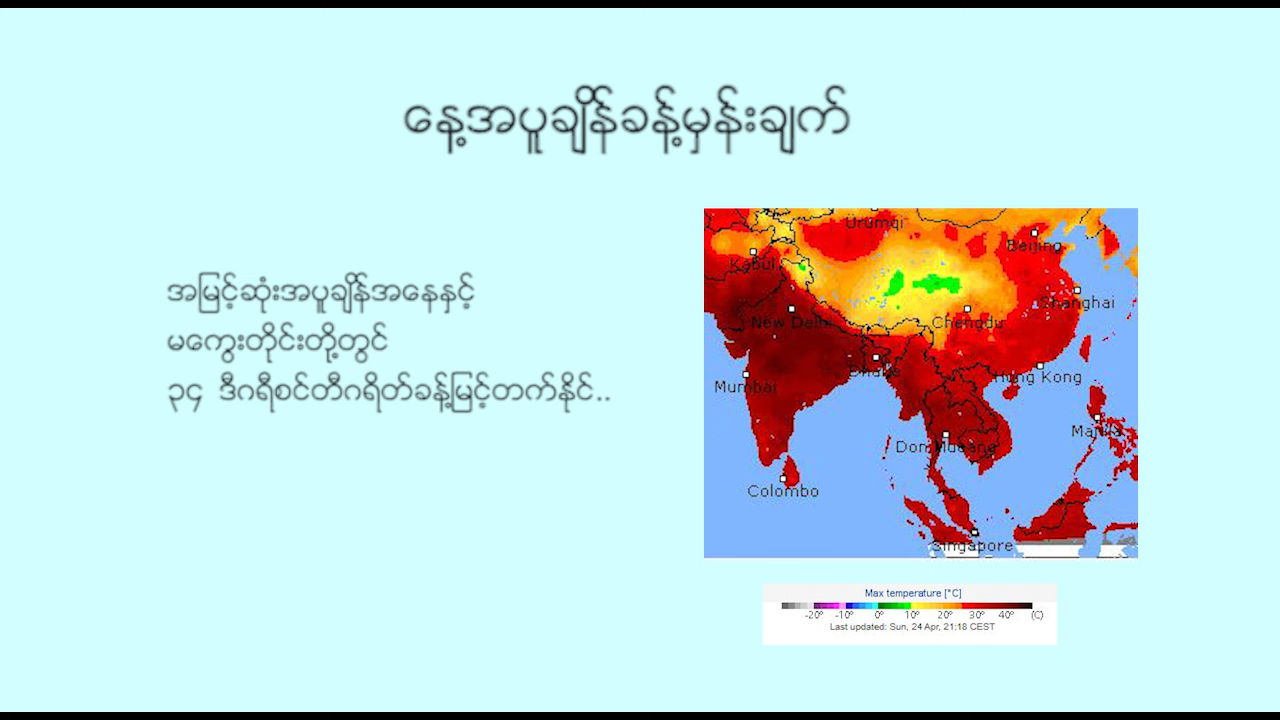 နေ့အပူချိန်ခန့်မှန်းချက်
အမြင့်ဆုံးအပူချိန်အနေနှင့်
မကွေးတိုင်းတို့တွင်
၃၄ ဒီဂရီစင်တီဂရိတ်ခန့်မြင့်တက်နိုင်..
Ürümqi
Beijing
Kabul
Shanghai
New Delhi
Chengdu
Dhaka
Hong Kong
Mumbai
Manila
Don Mueang
Colombo
Singapore
Max temperature [°C]
-20° -10° 0° 10° 20° 30° 40° (C)
Last updated: Sun, 24 Apr, 21:18 CEST